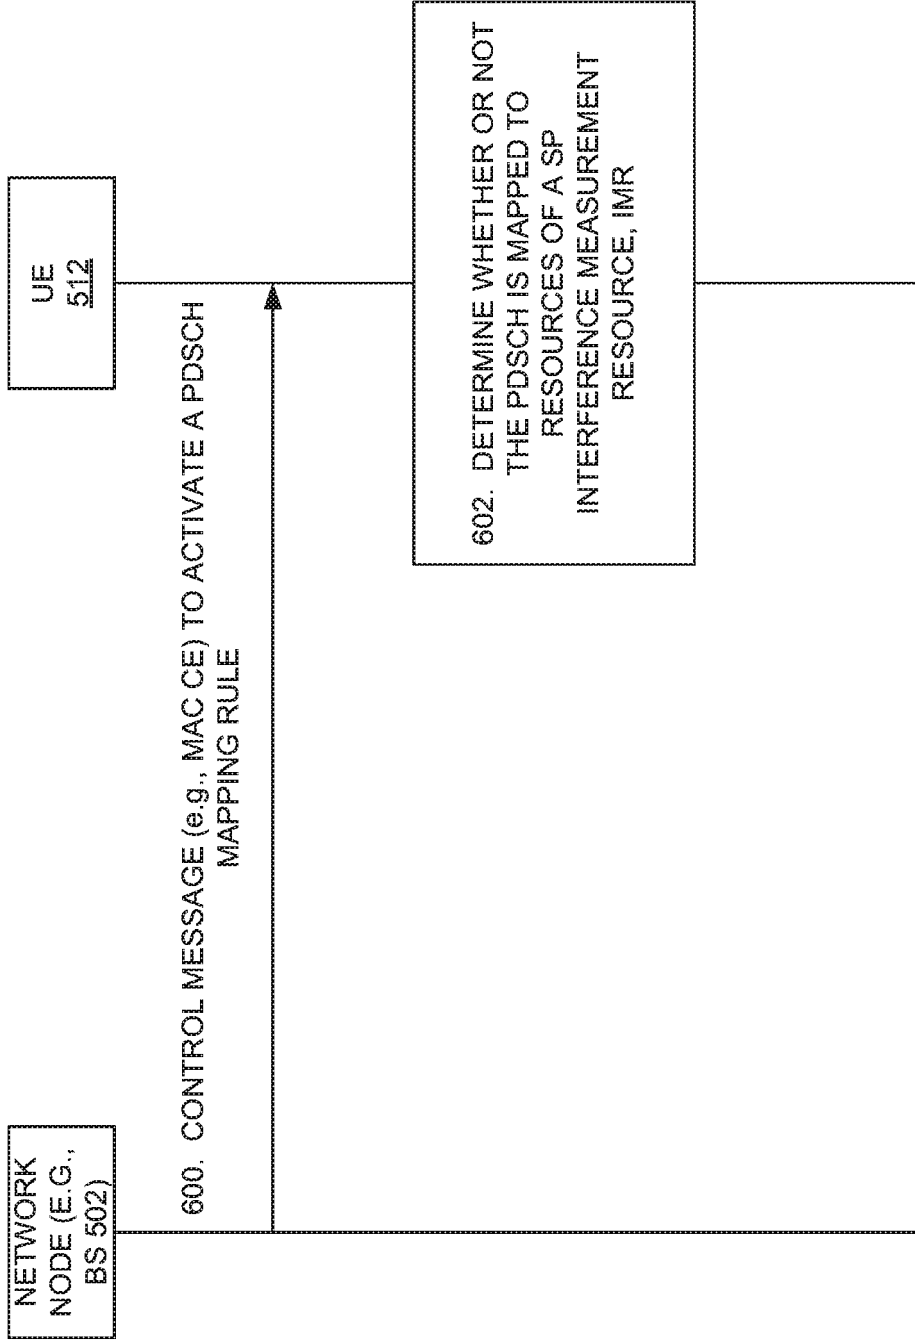 NETWORK
NODE (E.G.,
BS 502)
UE
512
600. CONTROL MESSAGE (e.g., MAC CE) TO ACTIVATE A PDSCH
MAPPING RULE
602. DETERMINE WHETHER OR NOT
THE PDSCH IS MAPPED TO
RESOURCES OF A SP
INTERFERENCE MEASUREMENT
RESOURCE, IMR